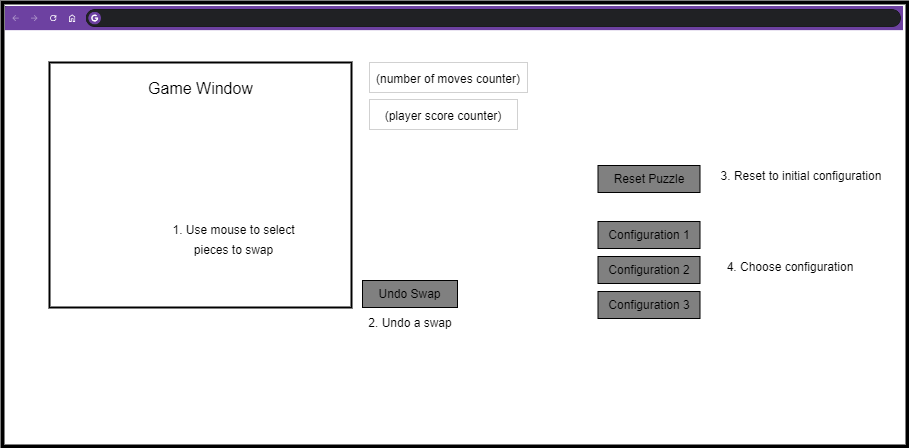 G
Game Window
(number of moves counter)
(player score counter)
Reset Puzzle
3. Reset to initial configuration
1. Use mouse to select
pieces to swap
Configuration 1
Configuration 2
4. Choose configuration
Configuration 3
Undo Swap
2. Undo a swap